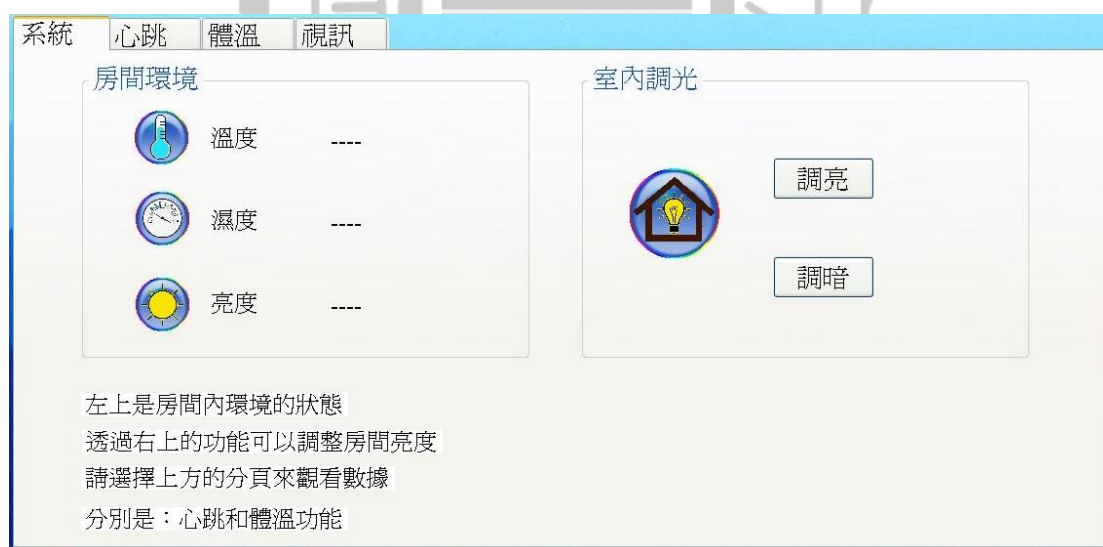 系統 心跳 體溫 視訊
房間環境
溫度 ----
濕度 ----
亮度 ----
室內調光
調亮
調暗
左上是房間內環境的狀態
透過右上的功能可以調整房間亮度
請選擇上方的分頁來觀看數據
分別是：心跳和體溫功能